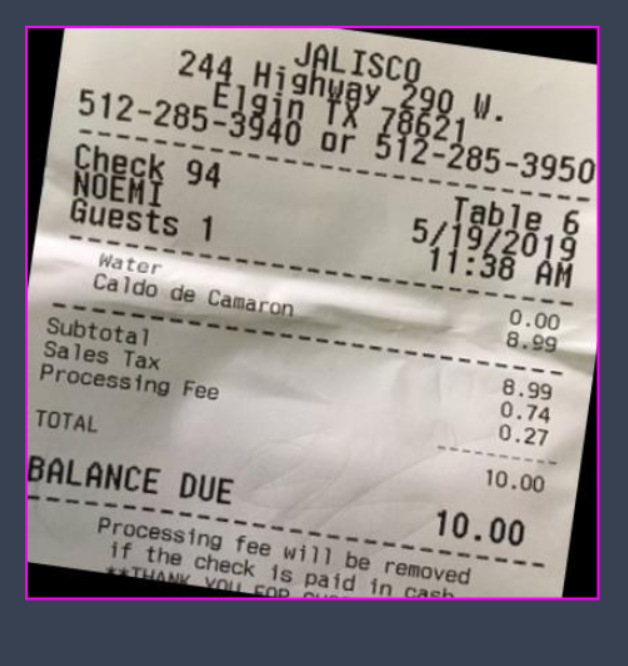 JALISCO
244 Highway 290 W.
Elgin TX 78621
512-285-3940 or 512-285-3950
Check 94
Table 6
NOEMI
5/19/2019
Guests 1
11:38 AM
Water 0.00
Caldo de Camaron 8.99
Subtotal 8.99
Sales Tax 0.74
Processing Fee 0.27
TOTAL 10.00
BALANCE DUE 10.00
Processing fee will be removed
if the check is paid in cash
**THANK YOU FOR